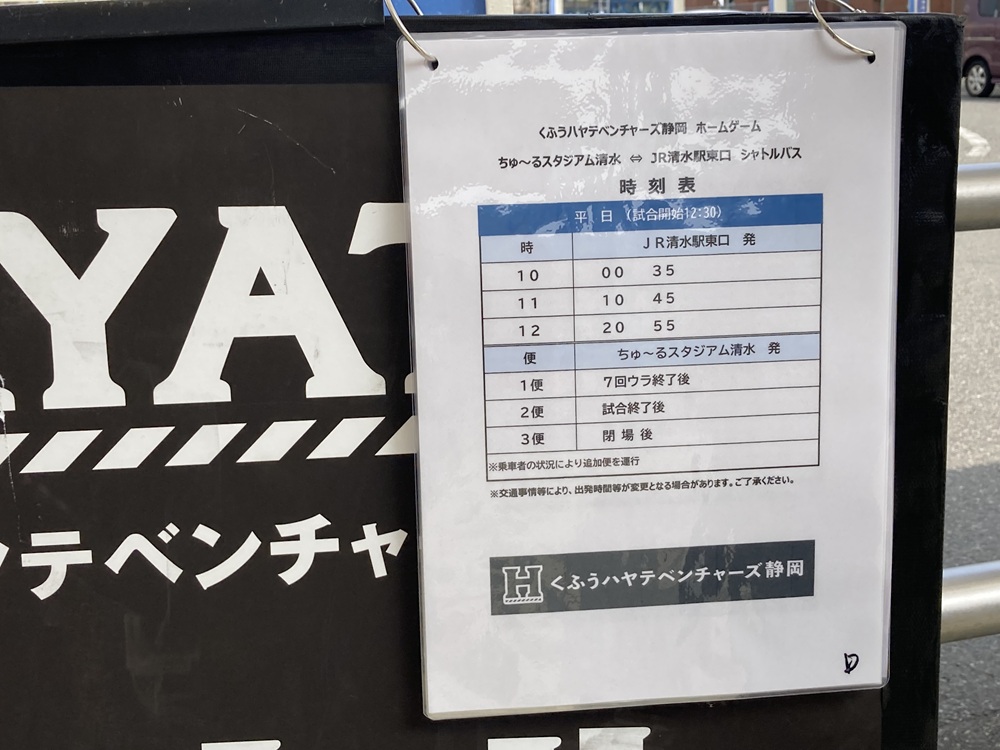 くふうハヤテベンチャーズ静岡 ホームゲーム
ちゅ~るスタジアム清水 ⇔ JR清水駅東口 シャトルバス
時刻表
平日 (試合開始12:30)
時 JR清水駅東口 発
10 00 35
11 10 45
12 20 55
便 ちゅ~るスタジアム清水 発
1便 7回ウラ終了後
2便 試合終了後
3便 閉場後
※乗車者の状況により追加便を運行
※交通事情等により、出発時間等が変更となる場合があります。ご了承ください。
H くふうハヤテベンチャーズ静岡
YAT
テベンチャ